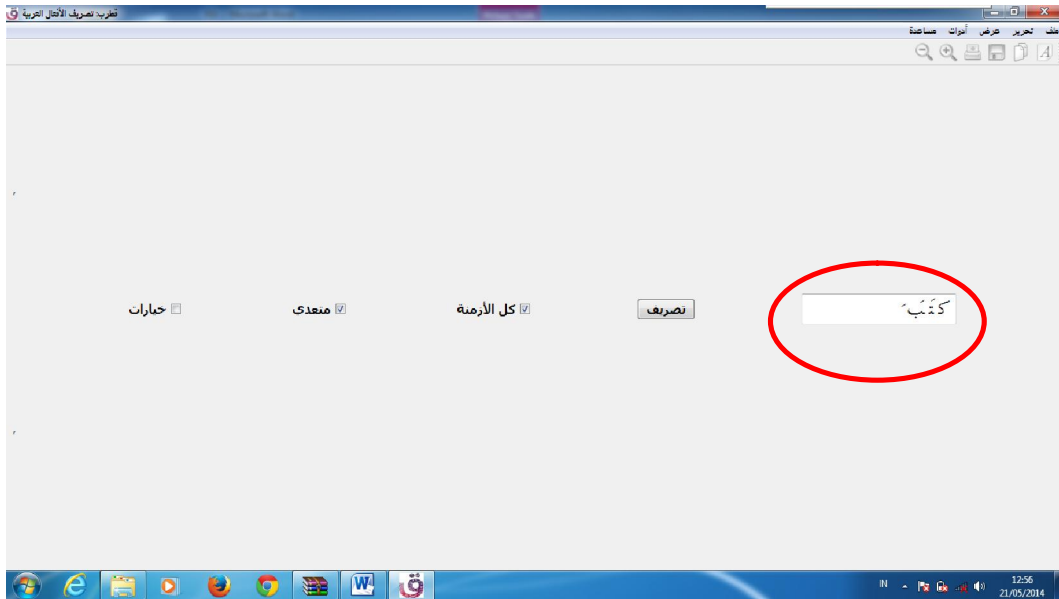 قطرب: تصريف الأفعال العربية
ملف تحرير عرض أدوات مساعدة
كَتَبَ تصريف كل الأزمنة متعدى خيارات
IN 12:56
21/05/2014